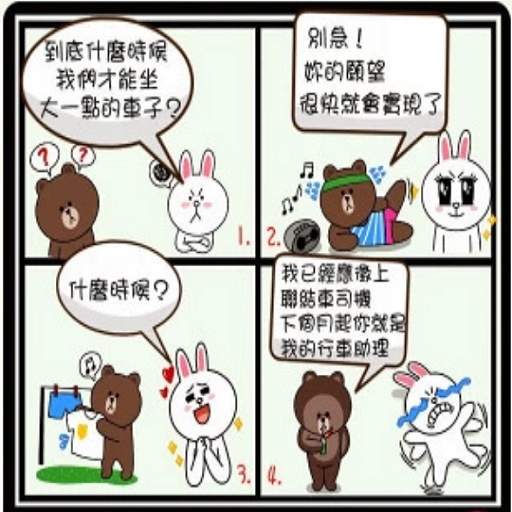 到底什麼時候
我們才能坐
大一點的車子？
? ?
1.
別急！
妳的願望
很快就會實現了
2.
什麼時候？
3.
我已經應徵上
聯結車司機
下個月起你就是
我的行車助理
4.